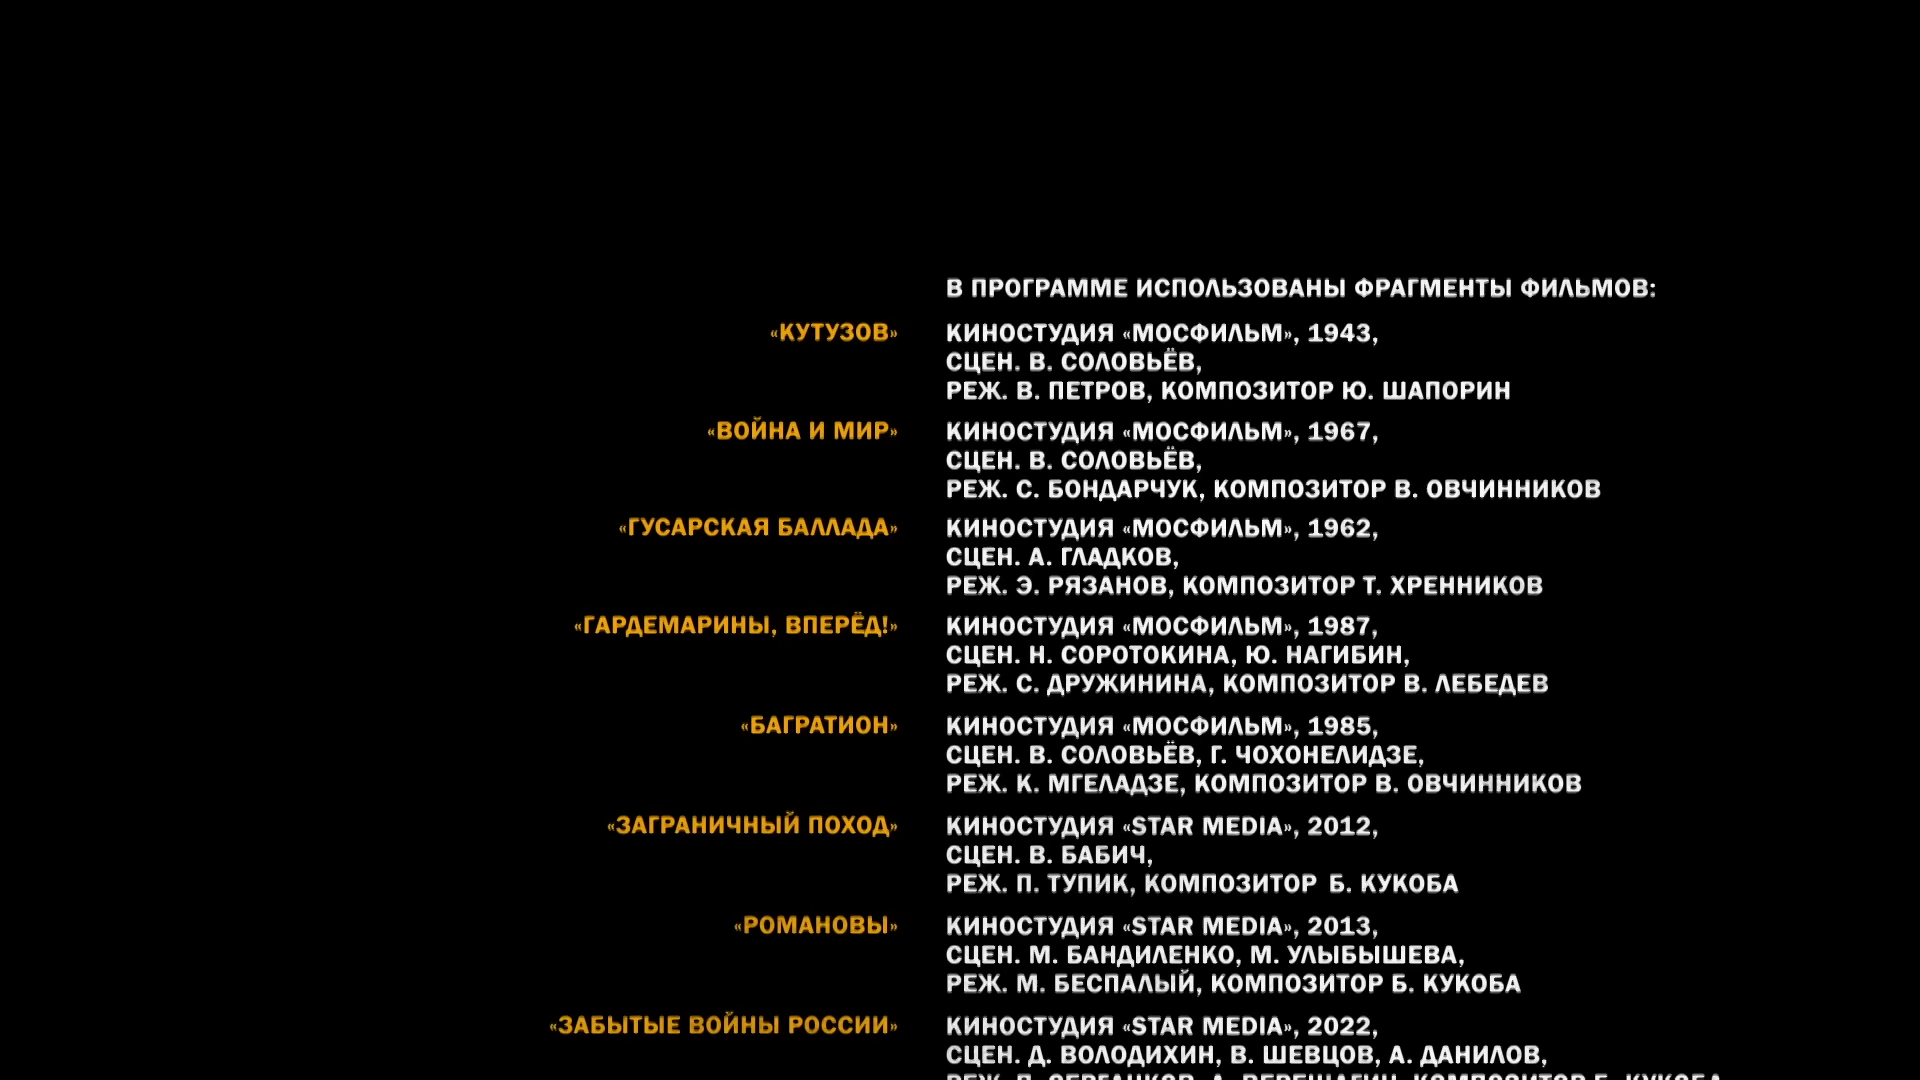 В ПРОГРАММЕ ИСПОЛЬЗОВАНЫ ФРАГМЕНТЫ ФИЛЬМОВ:
«КУТУЗОВ» КИНОСТУДИЯ «МОСФИЛЬМ», 1943,
СЦЕН. В. СОЛОВЬЁВ,
РЕЖ. В. ПЕТРОВ, КОМПОЗИТОР Ю. ШАПОРИН
«ВОЙНА И МИР» КИНОСТУДИЯ «МОСФИЛЬМ», 1967,
СЦЕН. В. СОЛОВЬЁВ,
РЕЖ. С. БОНДАРЧУК, КОМПОЗИТОР В. ОВЧИННИКОВ
«ГУСАРСКАЯ БАЛЛАДА» КИНОСТУДИЯ «МОСФИЛЬМ», 1962,
СЦЕН. А. ГЛАДКОВ,
РЕЖ. Э. РЯЗАНОВ, КОМПОЗИТОР Т. ХРЕННИКОВ
«ГАРДЕМАРИНЫ, ВПЕРЁД!» КИНОСТУДИЯ «МОСФИЛЬМ», 1987,
СЦЕН. Н. СОРОТОКИНА, Ю. НАГИБИН,
РЕЖ. С. ДРУЖИНИНА, КОМПОЗИТОР В. ЛЕБЕДЕВ
«БАГРАТИОН» КИНОСТУДИЯ «МОСФИЛЬМ», 1985,
СЦЕН. В. СОЛОВЬЁВ, Г. ЧОХОНЕЛИДЗЕ,
РЕЖ. К. МГЕЛАДЗЕ, КОМПОЗИТОР В. ОВЧИННИКОВ
«ЗАГРАНИЧНЫЙ ПОХОД» КИНОСТУДИЯ «STAR MEDIA», 2012,
СЦЕН. В. БАБИЧ,
РЕЖ. П. ТУПИК, КОМПОЗИТОР Б. КУКОБА
«РОМАНОВЫ» КИНОСТУДИЯ «STAR MEDIA», 2013,
СЦЕН. М. БАНДИЛЕНКО, М. УЛЫБЫШЕВА,
РЕЖ. М. БЕСПАЛЫЙ, КОМПОЗИТОР Б. КУКОБА
«ЗАБЫТЫЕ ВОЙНЫ РОССИИ» КИНОСТУДИЯ «STAR MEDIA», 2022,
СЦЕН. Д. ВОЛОДИХИН, В. ШЕВЦОВ, А. ДАНИЛОВ,